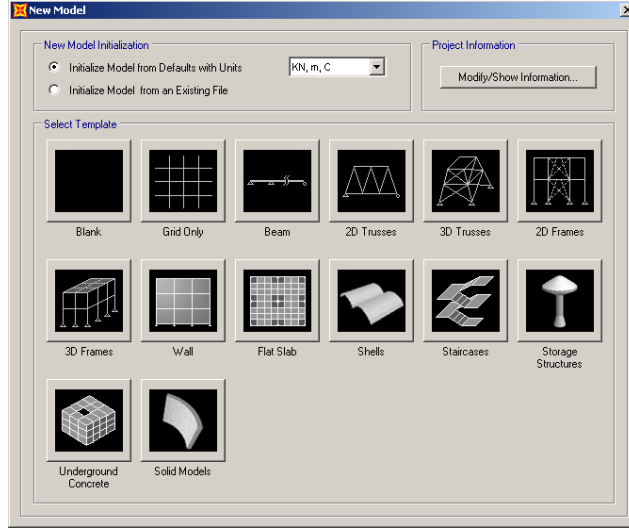 New Model
New Model Initialization
Initialize Model from Defaults with Units
KN, m, C
Initialize Model from an Existing File
Project Information
Modify/Show Information...
Select Template
Blank
Grid Only
Beam
2D Trusses
3D Trusses
2D Frames
3D Frames
Wall
Flat Slab
Shells
Staircases
Storage
Structures
Underground
Concrete
Solid Models